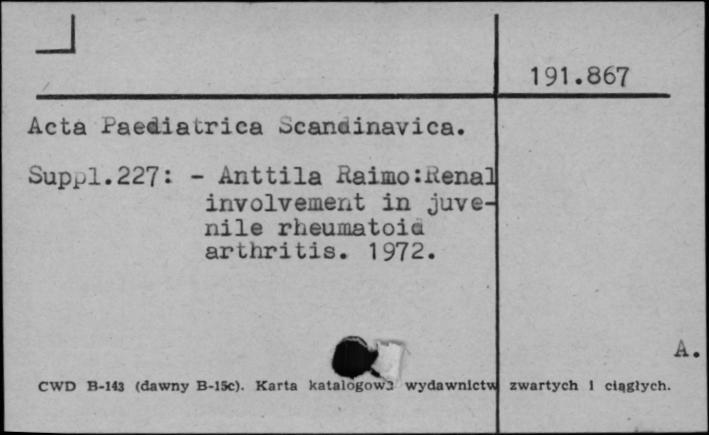 191.867
Acta Paediatrica Scandinavica.
Suppl.227: - Anttila Raimo:Renal
involvement in juve-
nile rheumatoid
arthritis. 1972.
A.
CWD B-143 (dawny B-15c). Karta katalogowa wydawnictw zwartych i ciągłych.